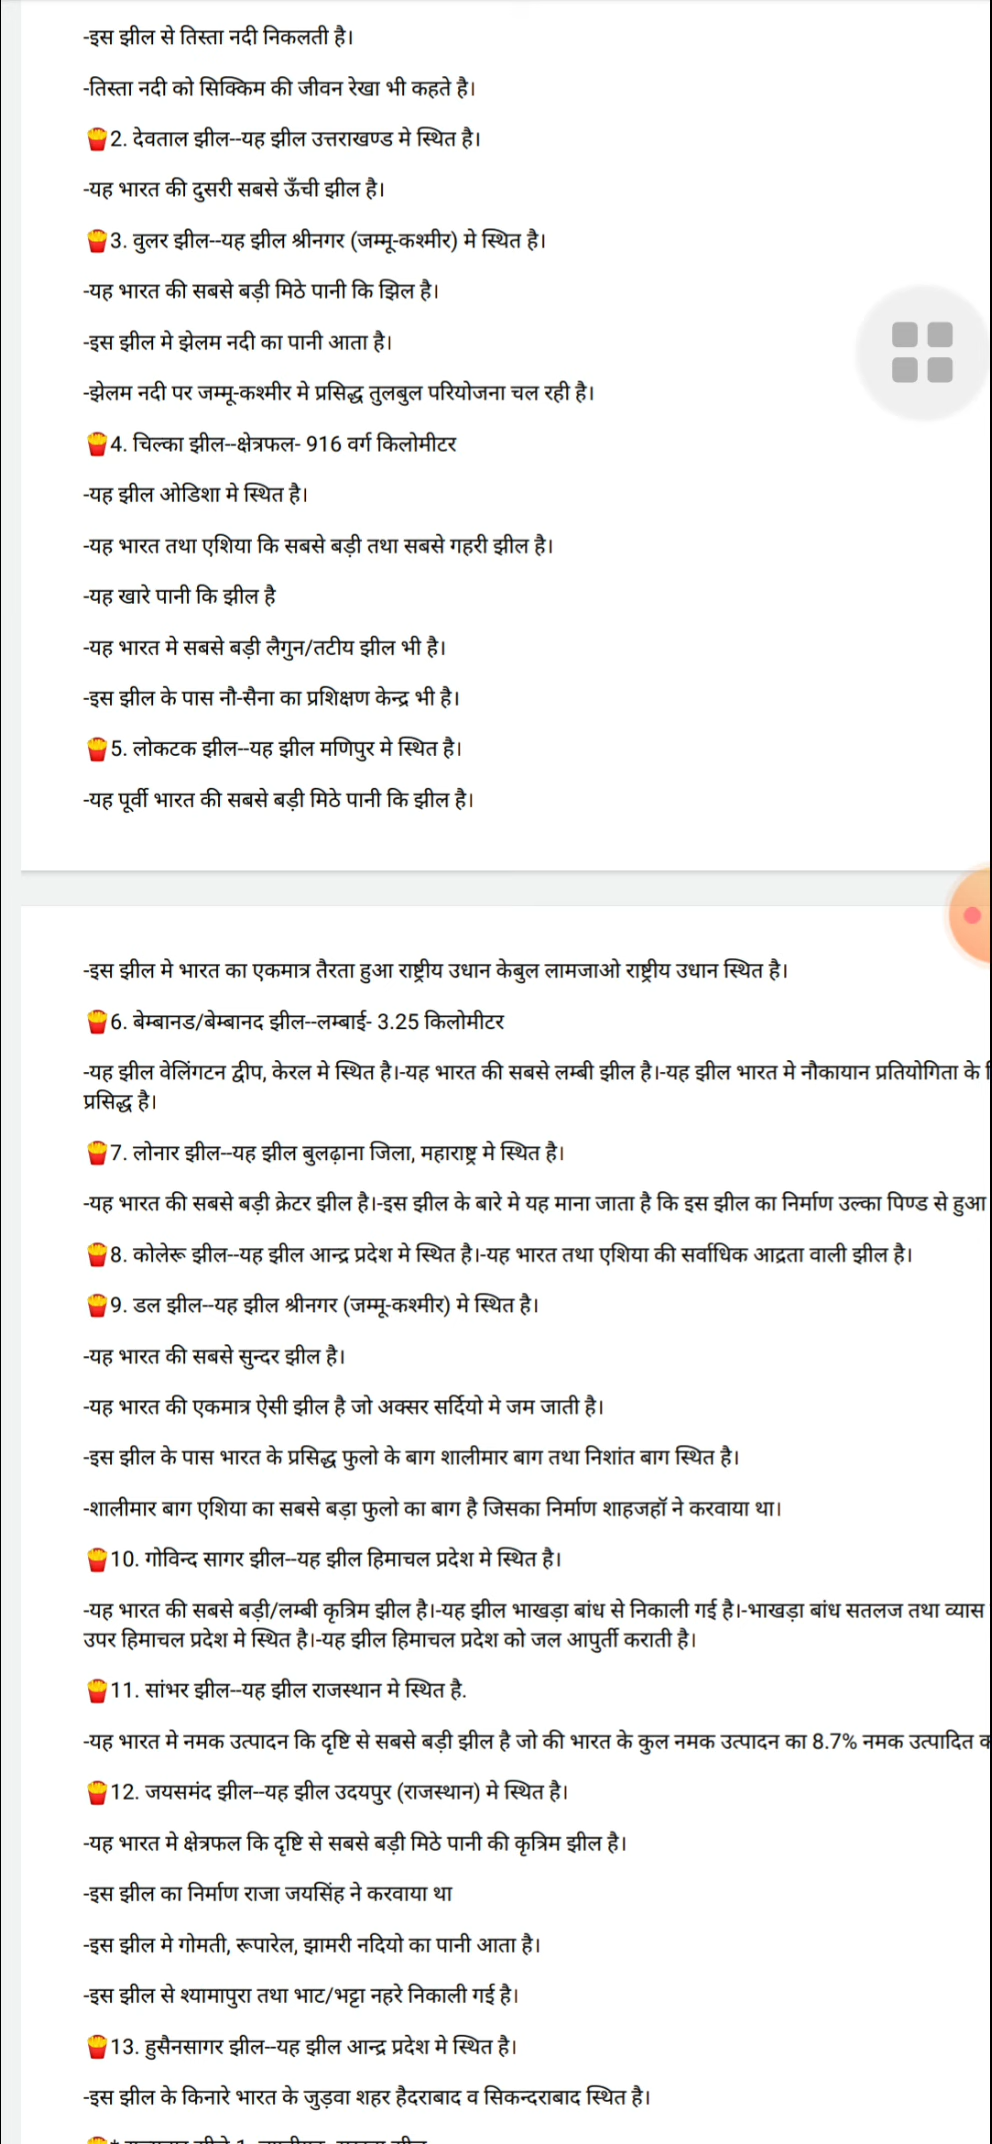 -इस झील से तिस्ता नदी निकलती है।
-तिस्ता नदी को सिक्किम की जीवन रेखा भी कहते है।
🍟2. देवताल झील--यह झील उत्तराखण्ड मे स्थित है।
-यह भारत की दुसरी सबसे ऊँची झील है।
🍟3. वुलर झील--यह झील श्रीनगर (जम्मू-कश्मीर) मे स्थित है।
-यह भारत की सबसे बड़ी मिठे पानी कि झिल है।
-इस झील मे झेलम नदी का पानी आता है।
-झेलम नदी पर जम्मू-कश्मीर मे प्रसिद्ध तुलबुल परियोजना चल रही है।
🍟4. चिल्का झील--क्षेत्रफल- 916 वर्ग किलोमीटर
-यह झील ओडिशा मे स्थित है।
-यह भारत तथा एशिया कि सबसे बड़ी तथा सबसे गहरी झील है।
-यह खारे पानी कि झील है
-यह भारत मे सबसे बड़ी लैगुन/तटीय झील भी है।
-इस झील के पास नौ-सैना का प्रशिक्षण केन्द्र भी है।
🍟5. लोकटक झील--यह झील मणिपुर मे स्थित है।
-यह पूर्वी भारत की सबसे बड़ी मिठे पानी कि झील है।
-इस झील मे भारत का एकमात्र तैरता हुआ राष्ट्रीय उधान केबुल लामजाओ राष्ट्रीय उधान स्थित है।
🍟6. बेम्बानड/बेम्बानद झील--लम्बाई- 3.25 किलोमीटर
-यह झील वेलिंगटन द्वीप, केरल मे स्थित है।-यह भारत की सबसे लम्बी झील है।-यह झील भारत मे नौकायान प्रतियोगिता के
प्रसिद्ध है।
🍟7. लोनार झील--यह झील बुलढ़ाना जिला, महाराष्ट्र मे स्थित है।
-यह भारत की सबसे बड़ी क्रेटर झील है।-इस झील के बारे मे यह माना जाता है कि इस झील का निर्माण उल्का पिण्ड से हुआ
🍟8. कोलेरू झील--यह झील आन्द्र प्रदेश मे स्थित है।-यह भारत तथा एशिया की सर्वाधिक आद्रता वाली झील है।
🍟9. डल झील--यह झील श्रीनगर (जम्मू-कश्मीर) मे स्थित है।
-यह भारत की सबसे सुन्दर झील है।
-यह भारत की एकमात्र ऐसी झील है जो अक्सर सर्दियो मे जम जाती है।
-इस झील के पास भारत के प्रसिद्ध फुलो के बाग शालीमार बाग तथा निशांत बाग स्थित है।
-शालीमार बाग एशिया का सबसे बड़ा फुलो का बाग है जिसका निर्माण शाहजहॉ ने करवाया था।
🍟10. गोविन्द सागर झील--यह झील हिमाचल प्रदेश मे स्थित है।
-यह भारत की सबसे बड़ी/लम्बी कृत्रिम झील है।-यह झील भाखड़ा बांध से निकाली गई है।-भाखड़ा बांध सतलज तथा व्यास
उपर हिमाचल प्रदेश मे स्थित है।-यह झील हिमाचल प्रदेश को जल आपुर्ती कराती है।
🍟11. सांभर झील--यह झील राजस्थान मे स्थित है.
-यह भारत मे नमक उत्पादन कि दृष्टि से सबसे बड़ी झील है जो की भारत के कुल नमक उत्पादन का 8.7% नमक उत्पादित
🍟12. जयसमंद झील--यह झील उदयपुर (राजस्थान) मे स्थित है।
-यह भारत मे क्षेत्रफल कि दृष्टि से सबसे बड़ी मिठे पानी की कृत्रिम झील है।
-इस झील का निर्माण राजा जयसिंह ने करवाया था
-इस झील मे गोमती, रूपारेल, झामरी नदियो का पानी आता है।
-इस झील से श्यामापुरा तथा भाट/भट्टा नहरे निकाली गई है।
🍟13. हुसैनसागर झील--यह झील आन्द्र प्रदेश मे स्थित है।
-इस झील के किनारे भारत के जुड़वा शहर हैदराबाद व सिकन्दराबाद स्थित है।